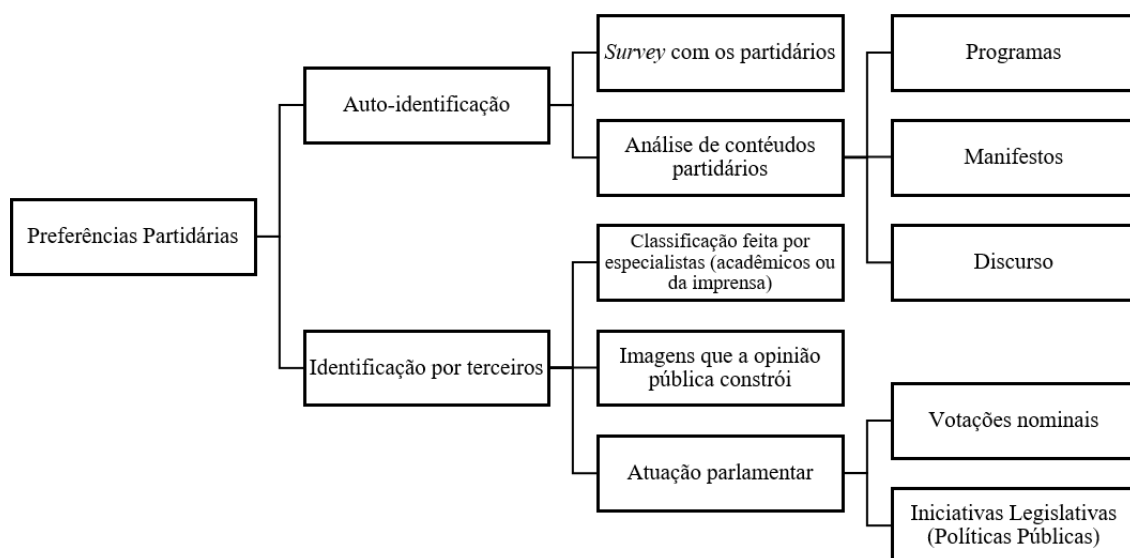 Preferências Partidárias
Auto-identificação
Survey com os partidários
Análise de contéudos
partidários
Programas
Manifestos
Discurso
Identificação por terceiros
Classificação feita por
especialistas (acadêmicos ou
da imprensa)
Imagens que a opinião
pública constrói
Atuação parlamentar
Votações nominais
Iniciativas Legislativas
(Políticas Públicas)